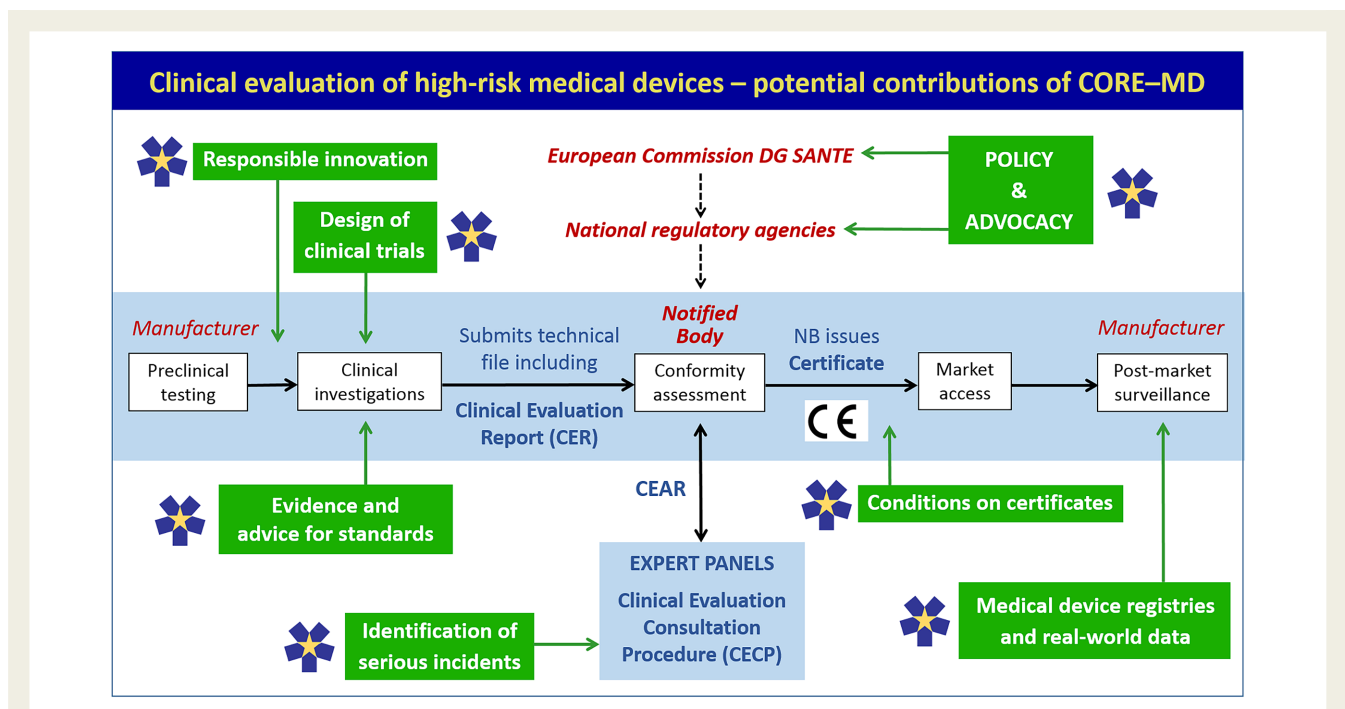 Clinical evaluation of high-risk medical devices – potential contributions of CORE–MD
Responsible innovation
Design of
clinical trials
European Commission DG SANTE
National regulatory agencies
POLICY
&
ADVOCACY
Manufacturer
Preclinical
testing
Clinical
investigations
Submits technical
file including
Clinical Evaluation
Report (CER)
Notified
Body
Conformity
assessment
NB issues
Certificate
CE
Market
access
Manufacturer
Post-market
surveillance
Evidence and
advice for standards
CEAR
Conditions on certificates
EXPERT PANELS
Clinical Evaluation
Consultation
Procedure (CECP)
Identification of
serious incidents
Medical device registries
and real-world data